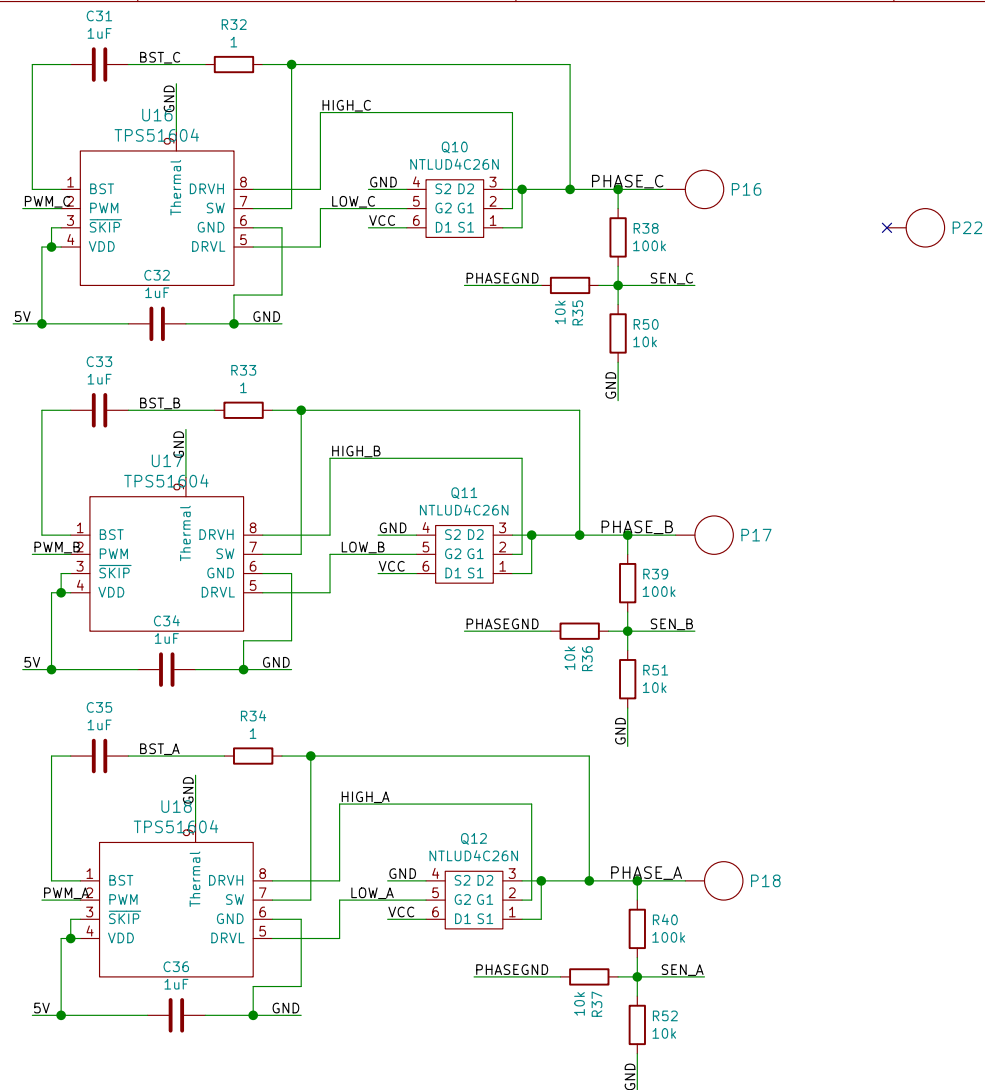 C31
1uF
BST_C
R32
1
GND
U16
TPS51604
9
Thermal
1 BST
PWM_C 2 PWM
3 SKIP
4 VDD
DRVH 8
SW 7
GND 6
DRVL 5
HIGH_C
LOW_C
C32
1uF
5V
GND
Q10
NTLUD4C26N
GND 4 S2 D2 3
5 G2 G1 2
VCC 6 D1 S1 1
PHASE_C
P16
P22
R38
100k
PHASEGND
10k
R35
SEN_C
R50
10k
GND
C33
1uF
BST_B
R33
1
GND
U17
TPS51604
9
Thermal
1 BST
PWM_B 2 PWM
3 SKIP
4 VDD
DRVH 8
SW 7
GND 6
DRVL 5
HIGH_B
LOW_B
C34
1uF
5V
GND
Q11
NTLUD4C26N
GND 4 S2 D2 3
5 G2 G1 2
VCC 6 D1 S1 1
PHASE_B
P17
R39
100k
PHASEGND
10k
R36
SEN_B
R51
10k
GND
C35
1uF
BST_A
R34
1
GND
U18
TPS51604
9
Thermal
1 BST
PWM_A 2 PWM
3 SKIP
4 VDD
DRVH 8
SW 7
GND 6
DRVL 5
HIGH_A
LOW_A
C36
1uF
5V
GND
Q12
NTLUD4C26N
GND 4 S2 D2 3
5 G2 G1 2
VCC 6 D1 S1 1
PHASE_A
P18
R40
100k
PHASEGND
10k
R37
SEN_A
R52
10k
GND